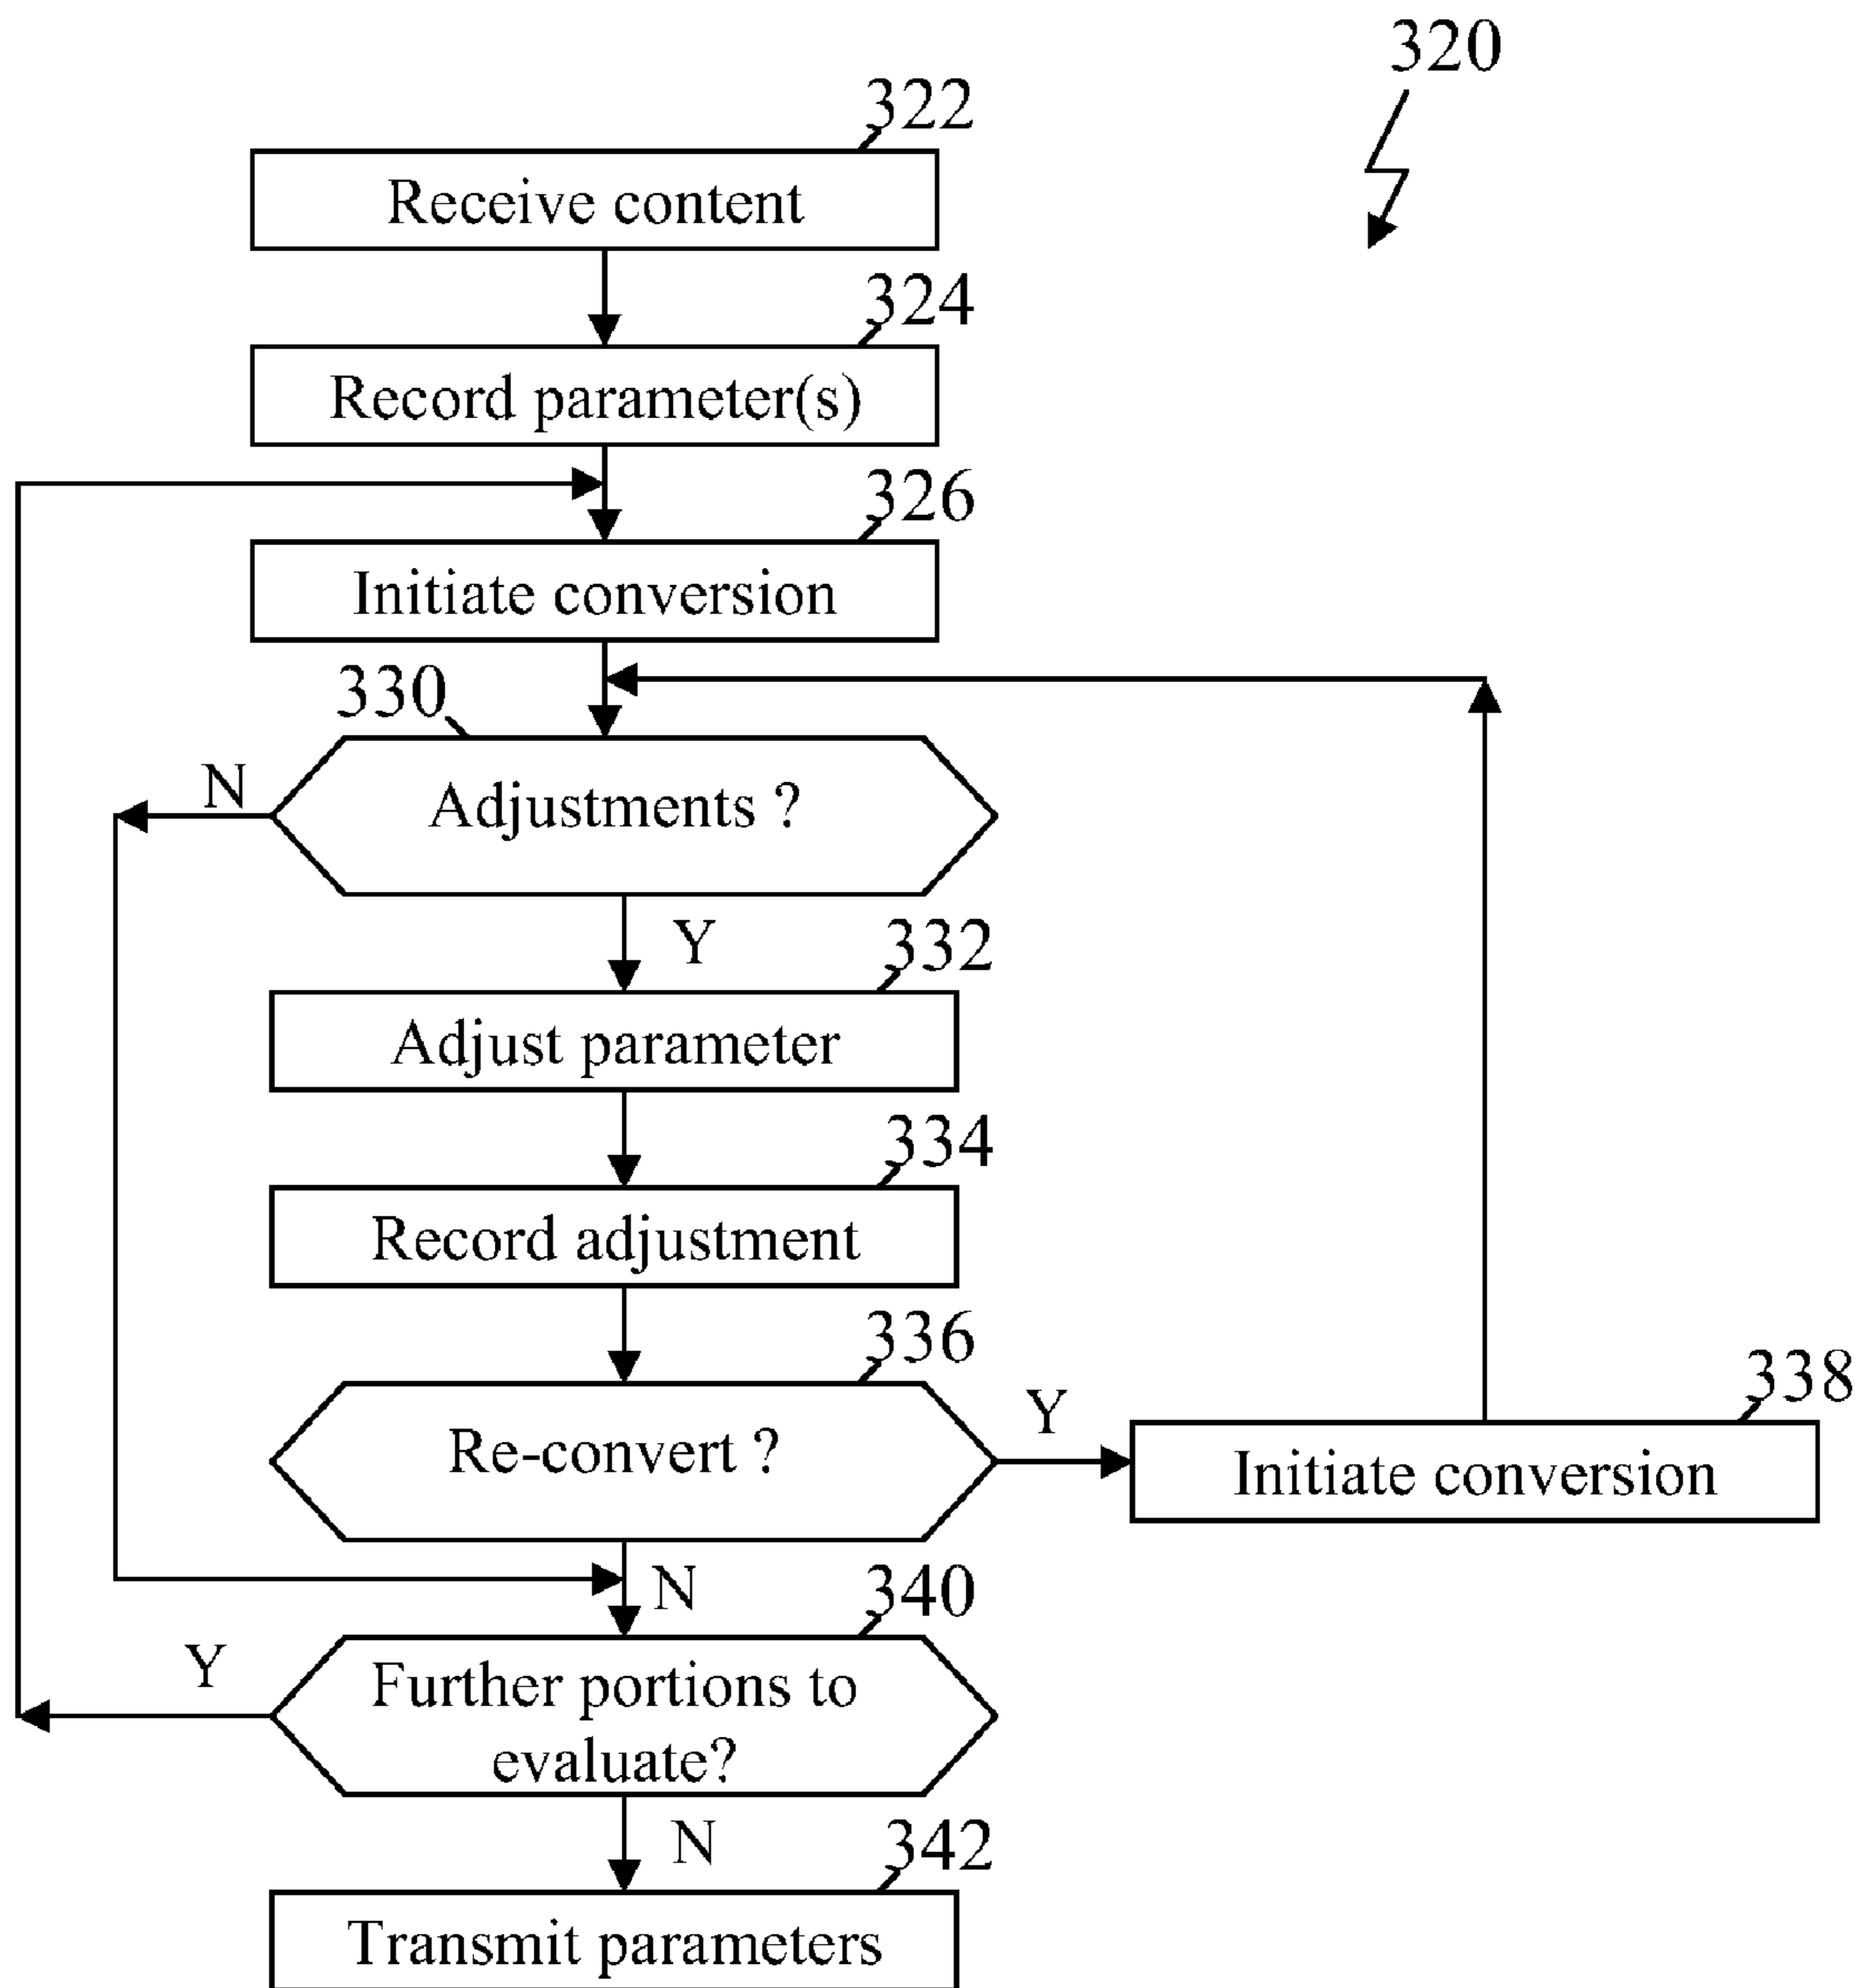 320
322
Receive content
324
Record parameter(s)
326
Initiate conversion
330
N
Adjustments ?
Y
332
Adjust parameter
334
Record adjustment
336
Re-convert ?
Y
338
Initiate conversion
N
340
Y
Further portions to
evaluate?
N
342
Transmit parameters